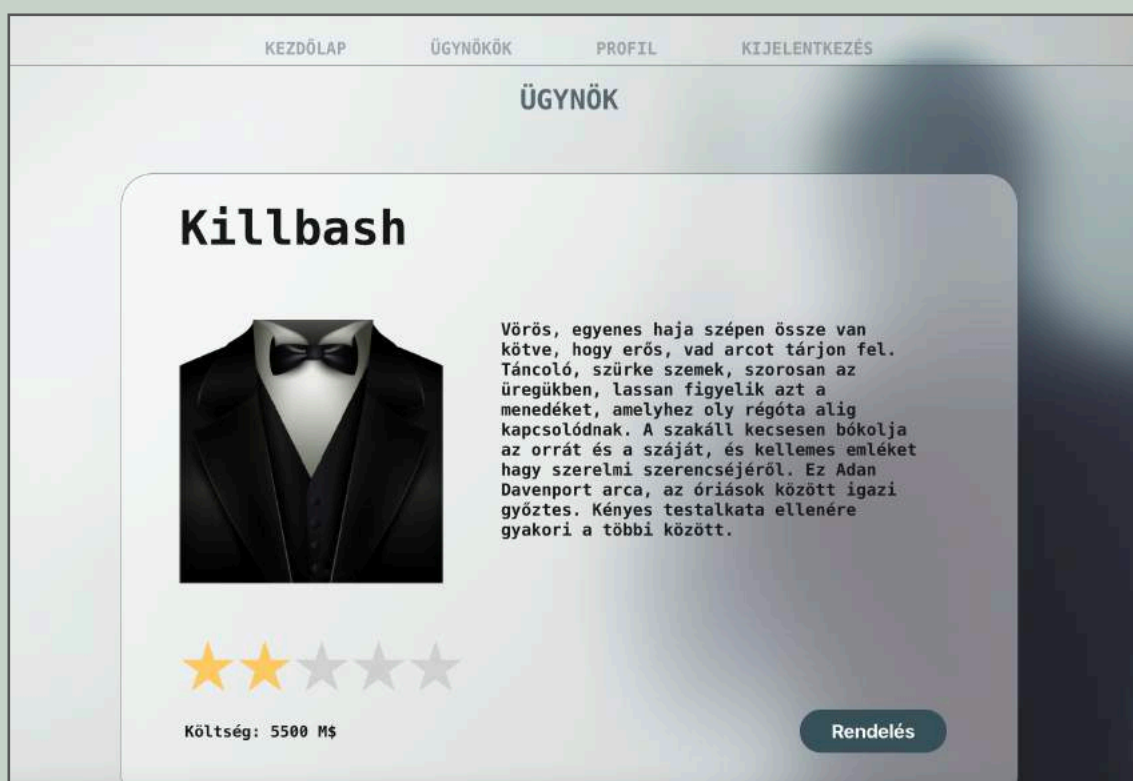 KEZDŐLAP ÜGYNÖKÖK PROFIL KIJELENTKEZÉS
ÜGYNÖK
Killbash
Vörös, egyenes haja szépen össze van
kötve, hogy erős, vad arcot tárjon fel.
Táncoló, szürke szemek, szorosan az
üregükben, lassan figyelik azt a
menedéket, amelyhez oly régóta alig
kapcsolódnak. A szakáll kecsesen bókolja
az orrát és a száját, és kellemes emléket
hagy szerelmi szerencséjéről. Ez Adan
Davenport arca, az óriások között igazi
győztes. Kényes testalkata ellenére
gyakori a többi között.
Költség: 5500 M$
Rendelés